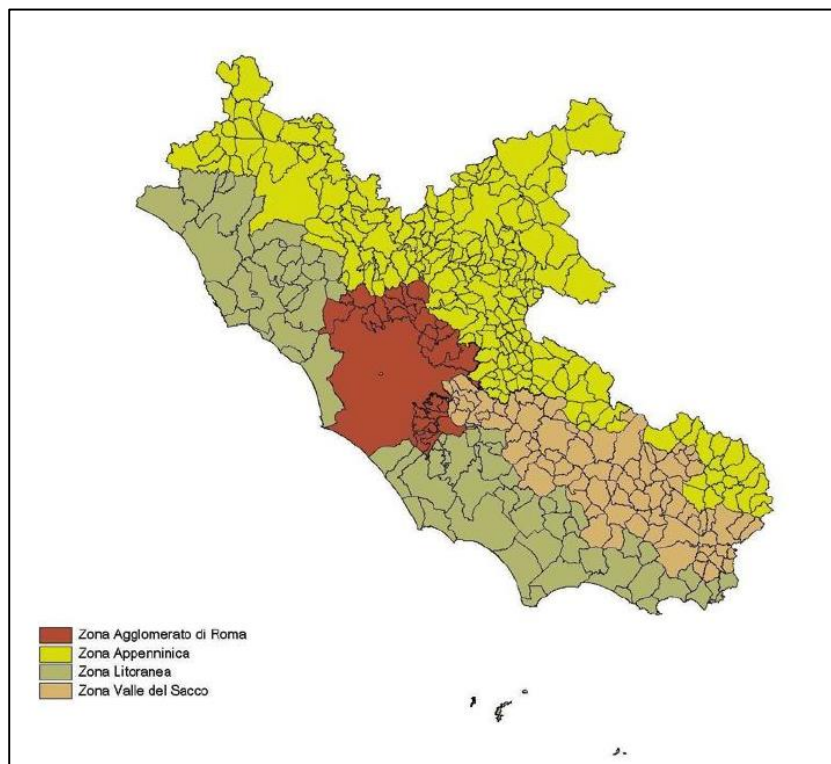 Zona Agglomerato di Roma
Zona Appenninica
Zona Litoranea
Zona Valle del Sacco